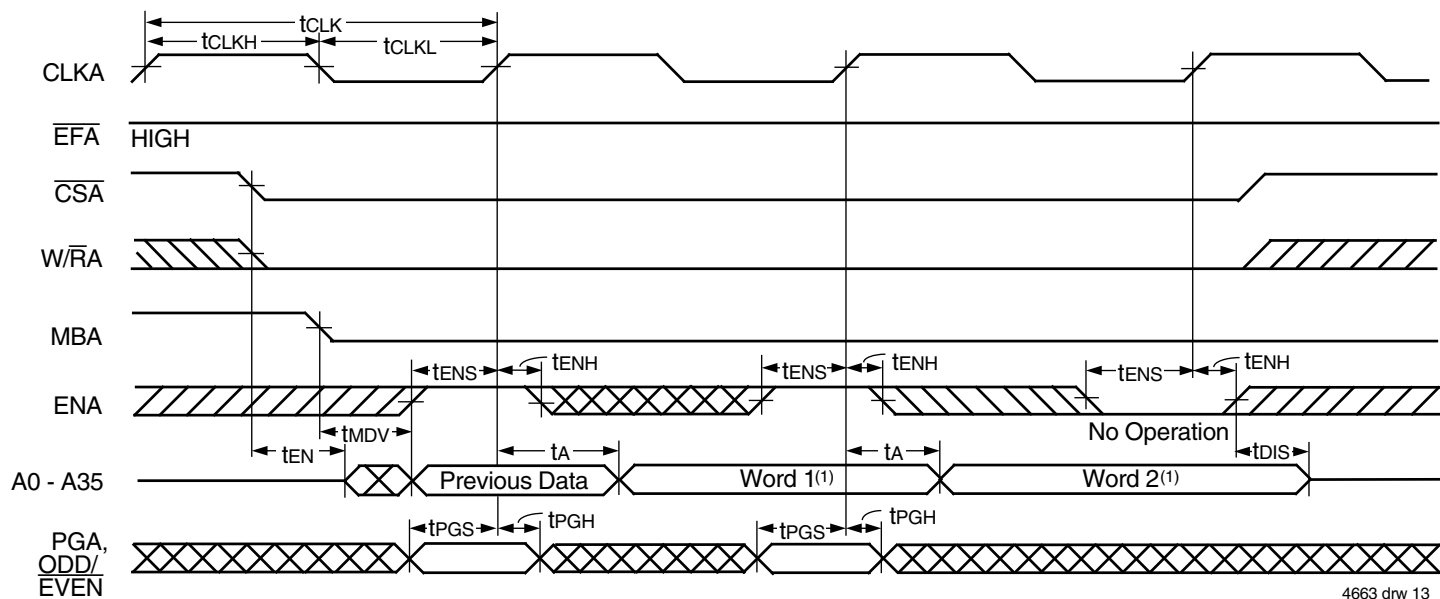 tCLK
tCLKH tCLKL
CLKA
EFA HIGH
CSA
W/RA
MBA
tENS tENH tENS tENH tENS tENH
ENA
No Operation
tMDV
tEN tA tA tDIS
A0 - A35 Previous Data Word 1(1) Word 2(1)
tPGS tPGH tPGS tPGH
PGA,
ODD/
EVEN
4663 drw 13